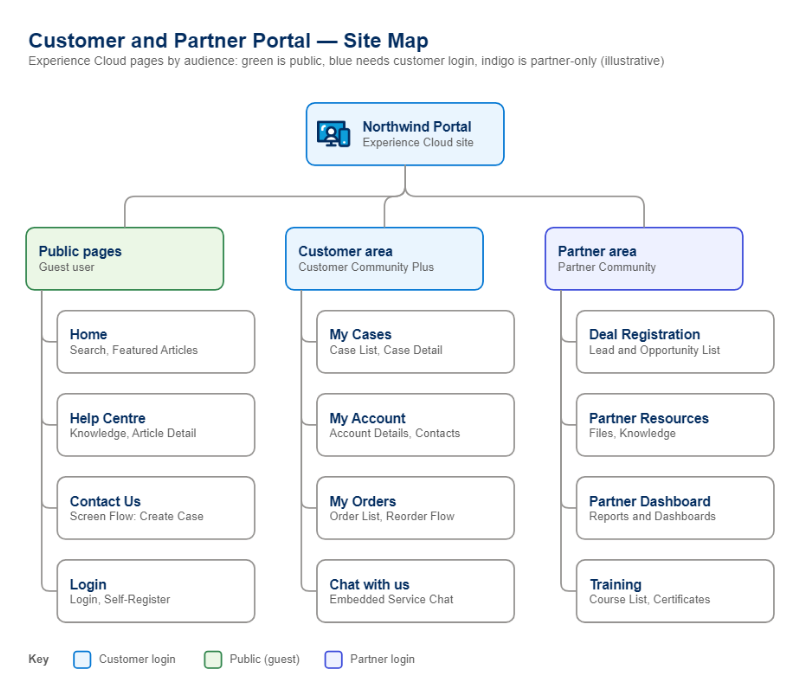 Customer and Partner Portal — Site Map
Experience Cloud pages by audience: green is public, blue needs customer login, indigo is partner-only (illustrative)
Northwind Portal
Experience Cloud site
Public pages
Guest user
Home
Search, Featured Articles
Help Centre
Knowledge, Article Detail
Contact Us
Screen Flow: Create Case
Login
Login, Self-Register
Customer area
Customer Community Plus
My Cases
Case List, Case Detail
My Account
Account Details, Contacts
My Orders
Order List, Reorder Flow
Chat with us
Embedded Service Chat
Partner area
Partner Community
Deal Registration
Lead and Opportunity List
Partner Resources
Files, Knowledge
Partner Dashboard
Reports and Dashboards
Training
Course List, Certificates
Key
Customer login
Public (guest)
Partner login